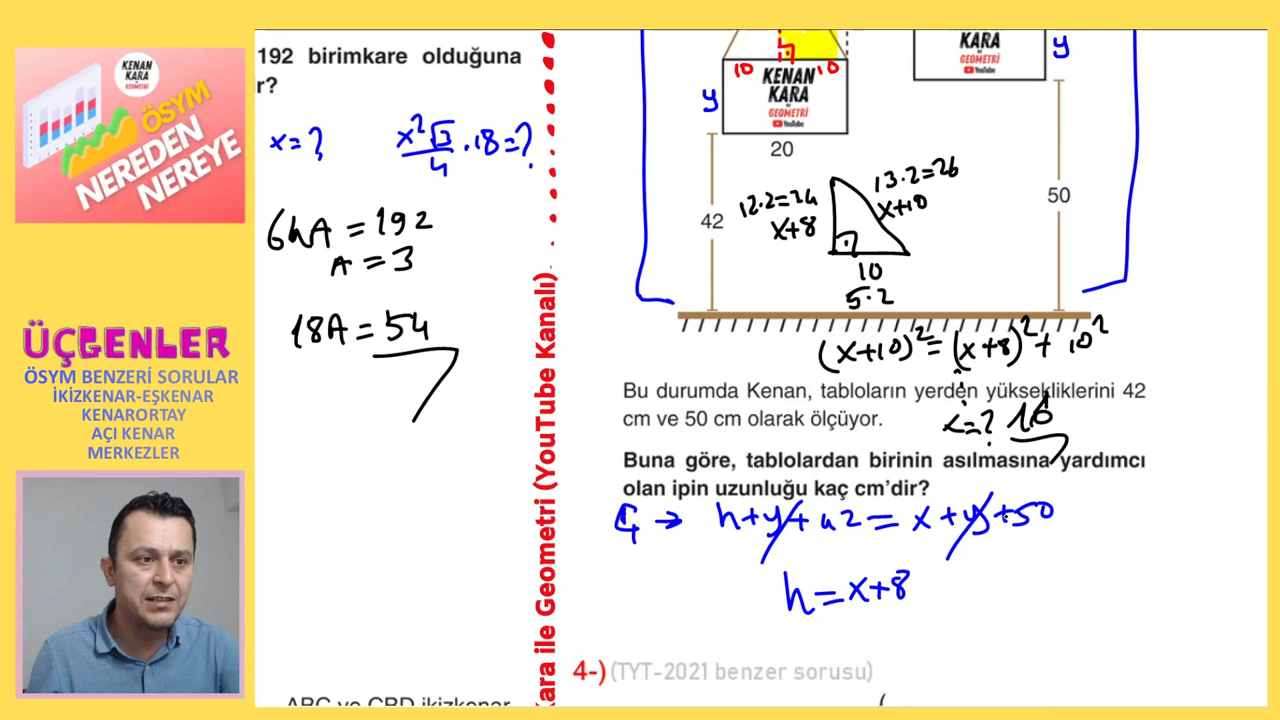 KENAN
KARA
ile
GEOMETRİ
ÖSYM
NEREDEN
NEREYE
ÜÇGENLER
ÖSYM BENZERİ SORULAR
İKİZKENAR-EŞKENAR
KENARORTAY
AÇI KENAR
MERKEZLER
192 birimkare olduğuna
r?
x=?
x²√3/4 · 18=?
64A = 192
A = 3
18A = 54
ABC ve CBD ikizkenar
Kara ile Geometri (YouTube Kanalı)
10 10
y
KENAN
KARA
ile
GEOMETRİ
YouTube
20
KARA
ile
GEOMETRİ
YouTube
y
42
50
12·2=24
x+8
13·2=26
x+10
10
5·2
(x+10)²=(x+8)²+10²
Bu durumda Kenan, tabloların yerden yüksekliklerini 42
cm ve 50 cm olarak ölçüyor.
x=? 16
Buna göre, tablolardan birinin asılmasına yardımcı
olan ipin uzunluğu kaç cm'dir?
Ç → h+y+42=x+y+50
h=x+8
4-) (TYT-2021 benzer sorusu)